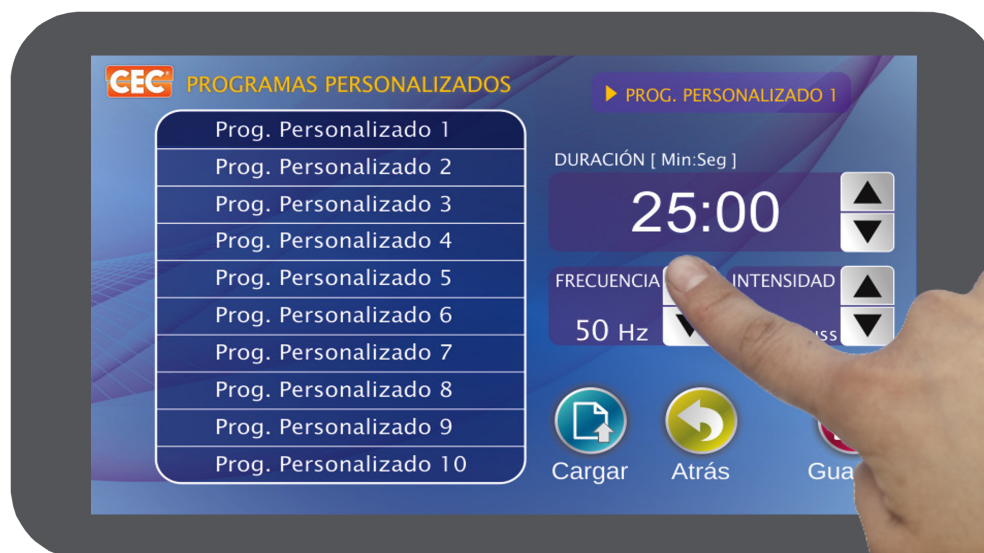 CEC
PROGRAMAS PERSONALIZADOS
Prog. Personalizado 1
Prog. Personalizado 2
Prog. Personalizado 3
Prog. Personalizado 4
Prog. Personalizado 5
Prog. Personalizado 6
Prog. Personalizado 7
Prog. Personalizado 8
Prog. Personalizado 9
Prog. Personalizado 10
PROG. PERSONALIZADO 1
DURACIÓN [ Min:Seg ]
25:00
FRECUENCIA
50 Hz
INTENSIDAD
Cargar
Atrás